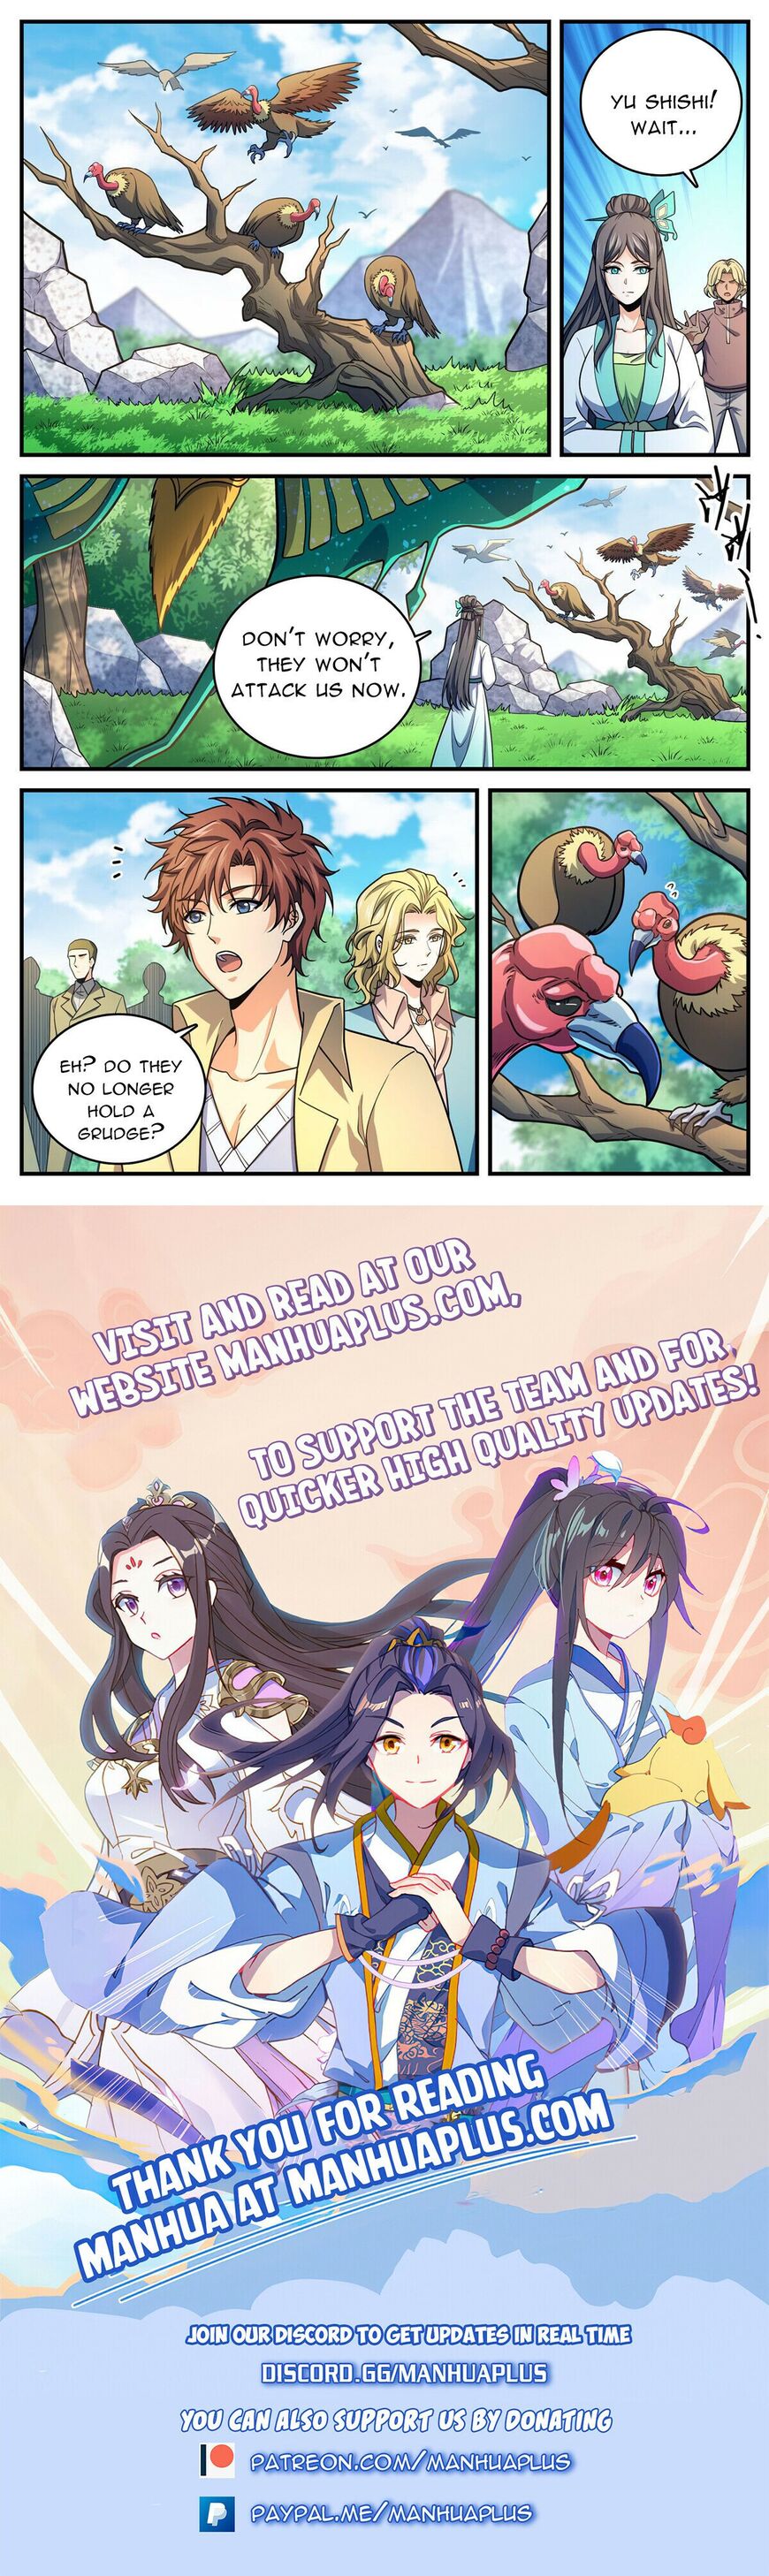 YU SHISHI!
WAIT...
DON'T WORRY,
THEY WON'T
ATTACK US NOW.
EH? DO THEY
NO LONGER
HOLD A
GRUDGE?
VISIT AND READ AT OUR
WEBSITE MANHUAPLUS.COM,
TO SUPPORT THE TEAM AND FOR
QUICKER HIGH QUALITY UPDATES!
THANK YOU FOR READING
MANHUA AT MANHUAPLUS.COM
JOIN OUR DISCORD TO GET UPDATES IN REAL TIME
DISCORD.GG/MANHUAPLUS
YOU CAN ALSO SUPPORT US BY DONATING
PATREON.COM/MANHUAPLUS
PAYPAL.ME/MANHUAPLUS